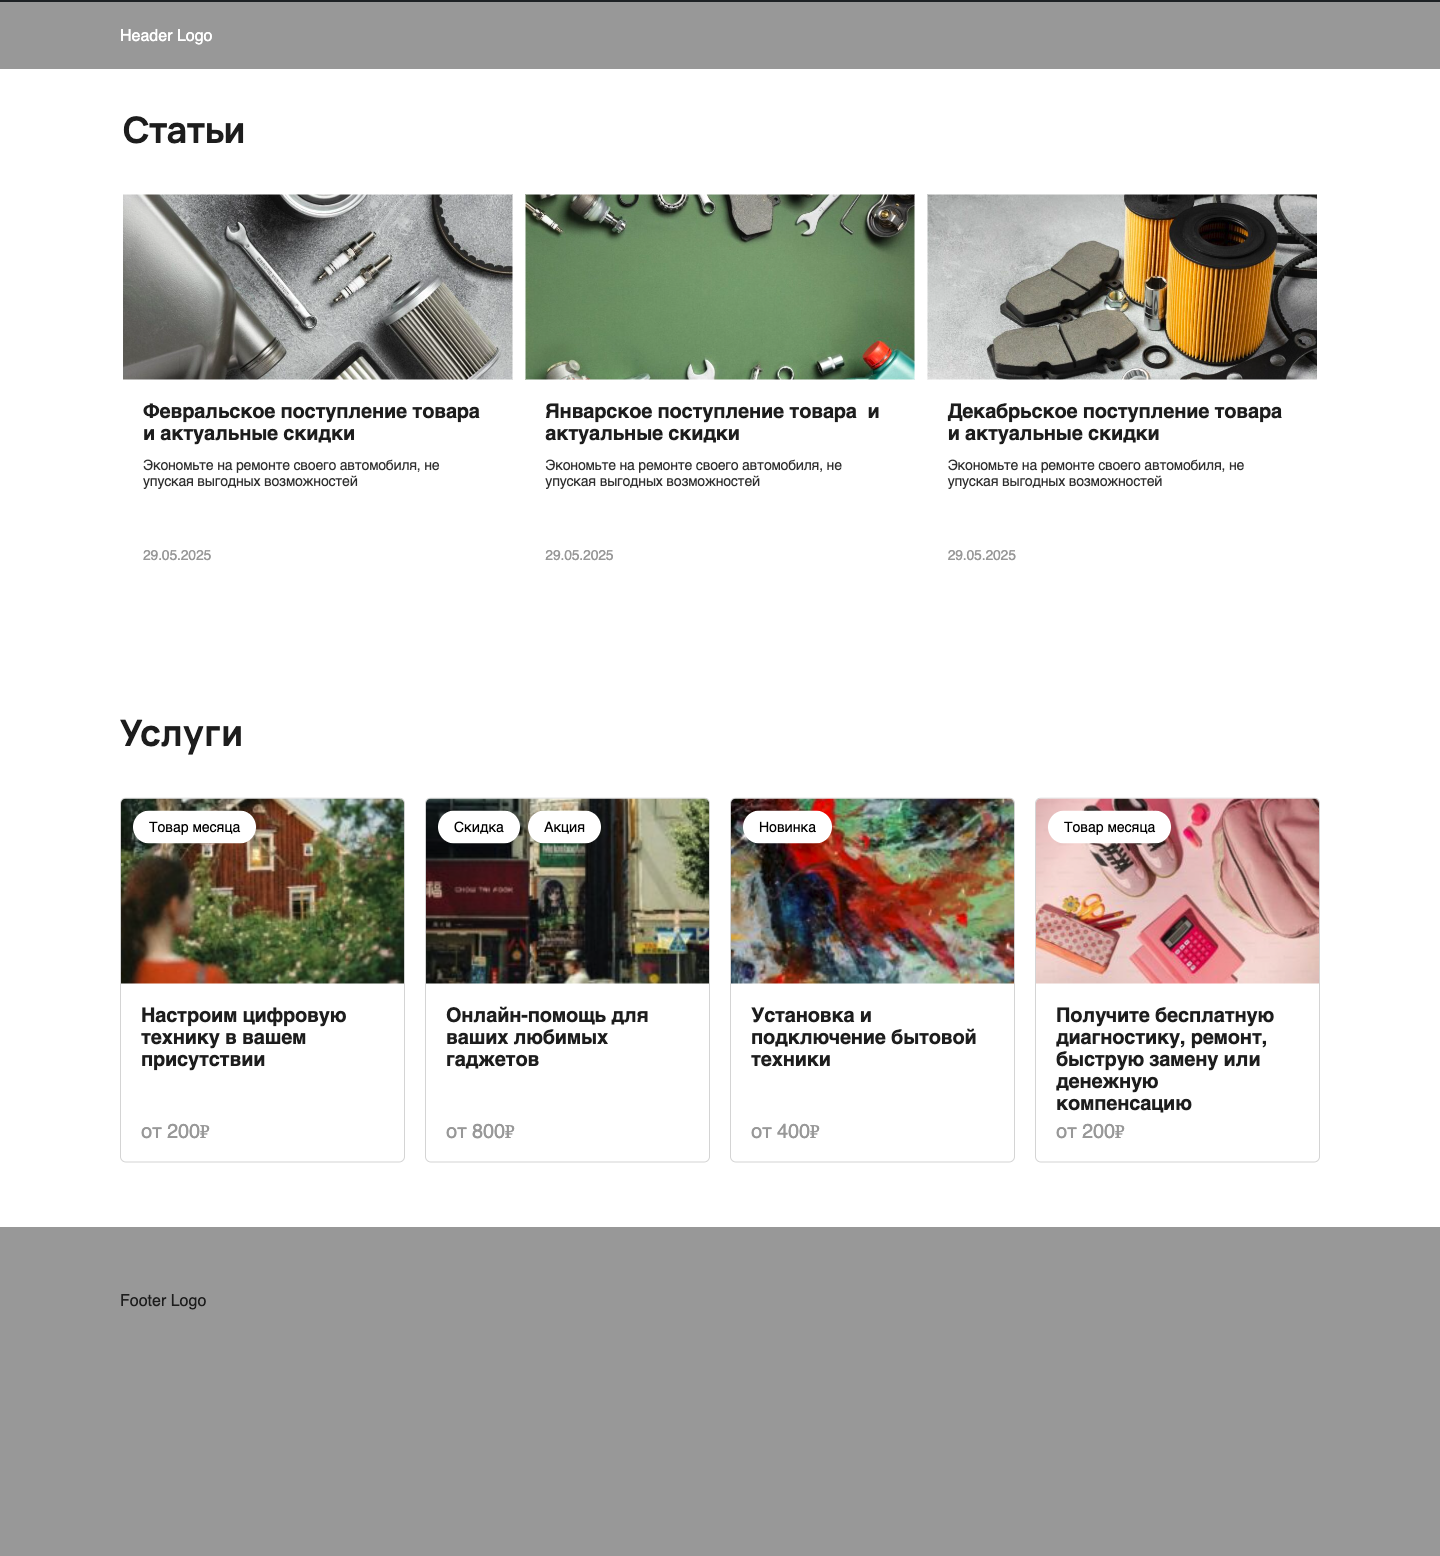 Header Logo
Статьи
Февральское поступление товара
и актуальные скидки
Экономьте на ремонте своего автомобиля, не
упуская выгодных возможностей
29.05.2025
Январское поступление товара  и
актуальные скидки
Экономьте на ремонте своего автомобиля, не
упуская выгодных возможностей
29.05.2025
Декабрьское поступление товара
и актуальные скидки
Экономьте на ремонте своего автомобиля, не
упуская выгодных возможностей
29.05.2025
Услуги
Товар месяца
Настроим цифровую
технику в вашем
присутствии
от 200₽
Скидка
Акция
福
CHOW TAI FOOK
Онлайн-помощь для
ваших любимых
гаджетов
от 800₽
Новинка
Установка и
подключение бытовой
техники
от 400₽
Товар месяца
Получите бесплатную
диагностику, ремонт,
быструю замену или
денежную
компенсацию
от 200₽
Footer Logo